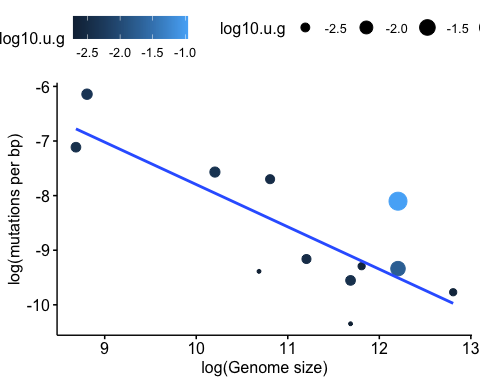 log10.u.g
-2.5 -2.0 -1.5 -1.0
log10.u.g
-2.5 -2.0 -1.5
-6
-7
-8
-9
-10
log(mutations per bp)
9 10 11 12 13
log(Genome size)